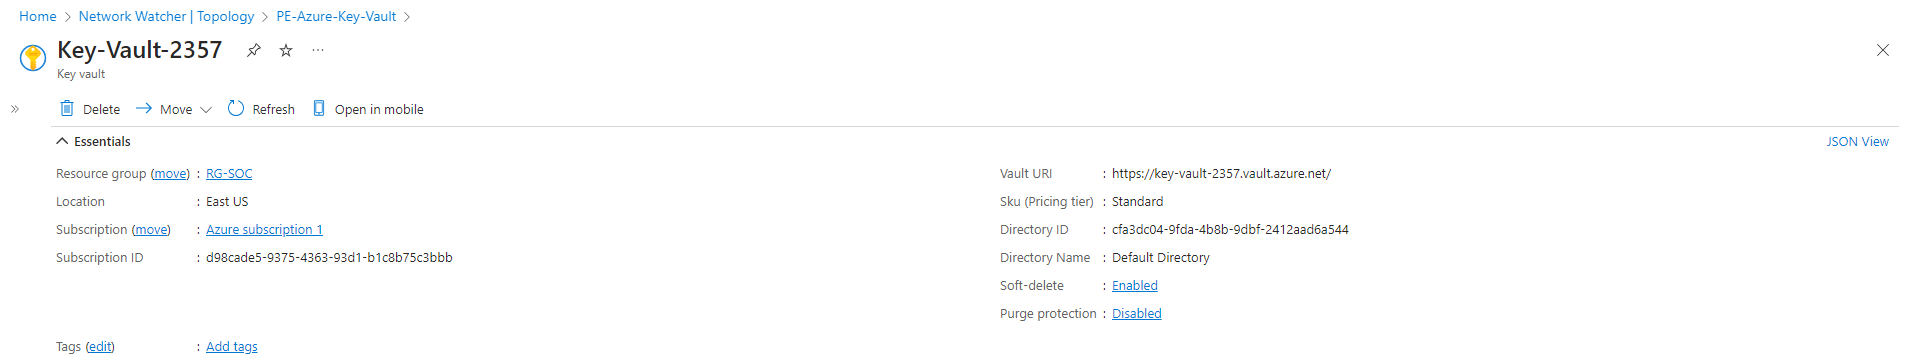 Home > Network Watcher | Topology > PE-Azure-Key-Vault >
Key-Vault-2357 ...
Key vault
» Delete Move Refresh Open in mobile
Essentials JSON View
Resource group (move) : RG-SOC
Location : East US
Subscription (move) : Azure subscription 1
Subscription ID : d98cade5-9375-4363-93d1-b1c8b75c3bbb
Vault URI : https://key-vault-2357.vault.azure.net/
Sku (Pricing tier) : Standard
Directory ID : cfa3dc04-9fda-4b8b-9dbf-2412aad6a544
Directory Name : Default Directory
Soft-delete : Enabled
Purge protection : Disabled
Tags (edit) : Add tags